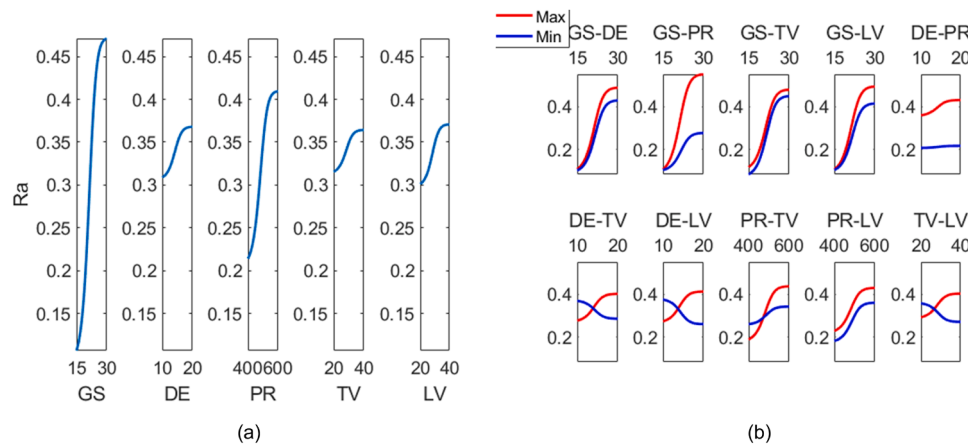 Max
Min
GS-DE GS-PR GS-TV GS-LV DE-PR
15 30 15 30 15 30 15 30 10 20
0.45 0.45 0.45 0.45 0.45
0.4 0.4 0.4 0.4 0.4
0.35 0.35 0.35 0.35 0.35
0.3 0.3 0.3 0.3 0.3
0.25 0.25 0.25 0.25 0.25
0.2 0.2 0.2 0.2 0.2
0.15 0.15 0.15 0.15 0.15
Ra
15 30 10 20 400600 20 40 20 40
GS DE PR TV LV
(a)
0.4 0.4 0.4 0.4 0.4
0.2 0.2 0.2 0.2 0.2
DE-TV DE-LV PR-TV PR-LV TV-LV
10 20 10 20 400 600 400 600 20 40
0.4 0.4 0.4 0.4 0.4
0.2 0.2 0.2 0.2 0.2
(b)